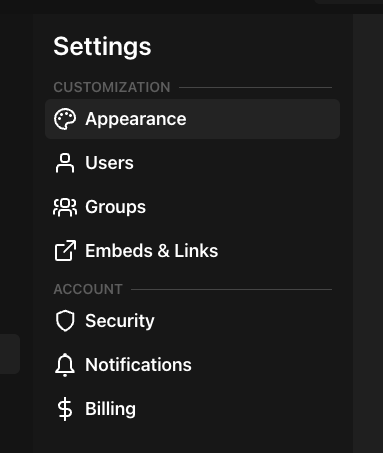 Settings
CUSTOMIZATION
Appearance
Users
Groups
Embeds & Links
ACCOUNT
Security
Notifications
Billing